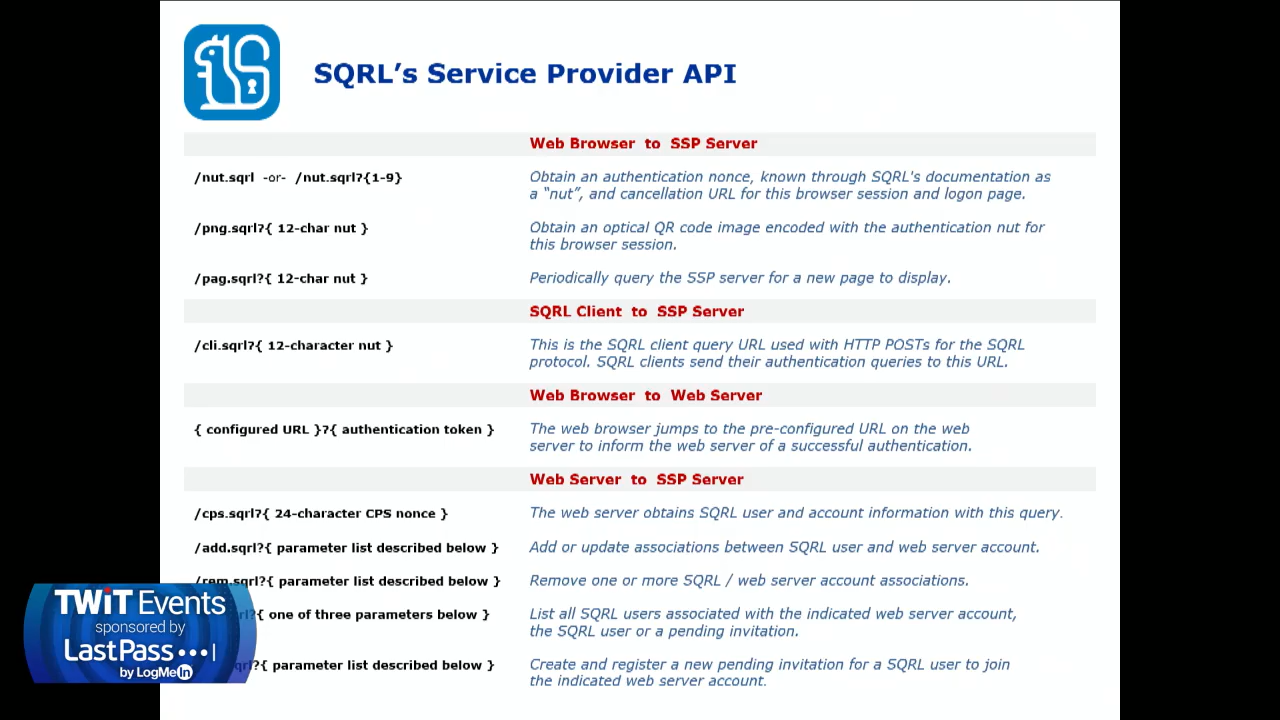 SQRL's Service Provider API
Web Browser to SSP Server
/nut.sqrl -or- /nut.sqrl?{1-9}
Obtain an authentication nonce, known through SQRL's documentation as
a “nut”, and cancellation URL for this browser session and logon page.
/png.sqrl?{ 12-char nut }
Obtain an optical QR code image encoded with the authentication nut for
this browser session.
/pag.sqrl?{ 12-char nut }
Periodically query the SSP server for a new page to display.
SQRL Client to SSP Server
/cli.sqrl?{ 12-character nut }
This is the SQRL client query URL used with HTTP POSTs for the SQRL
protocol. SQRL clients send their authentication queries to this URL.
Web Browser to Web Server
{ configured URL }?{ authentication token }
The web browser jumps to the pre-configured URL on the web
server to inform the web server of a successful authentication.
Web Server to SSP Server
/cps.sqrl?{ 24-character CPS nonce }
The web server obtains SQRL user and account information with this query.
/add.sqrl?{ parameter list described below }
Add or update associations between SQRL user and web server account.
/rem.sqrl?{ parameter list described below }
Remove one or more SQRL / web server account associations.
{ one of three parameters below }
List all SQRL users associated with the indicated web server account,
the SQRL user or a pending invitation.
{ parameter list described below }
Create and register a new pending invitation for a SQRL user to join
the indicated web server account.
TWiT Events
sponsored by
LastPass •••|
by LogMeIn